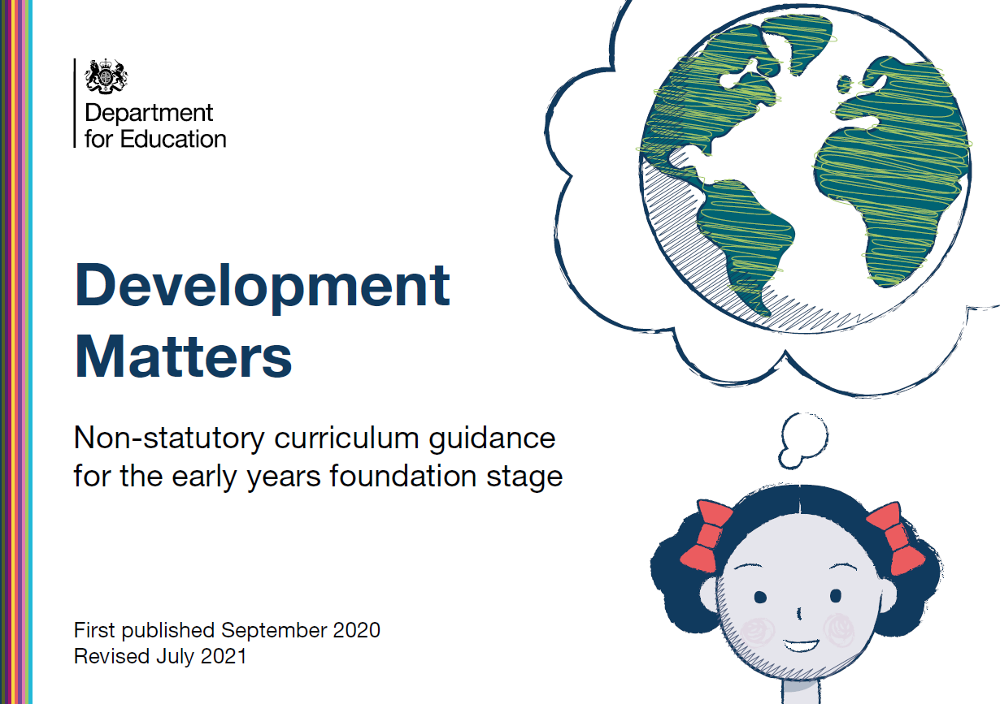 Department
for Education
Development
Matters
Non-statutory curriculum guidance
for the early years foundation stage
First published September 2020
Revised July 2021